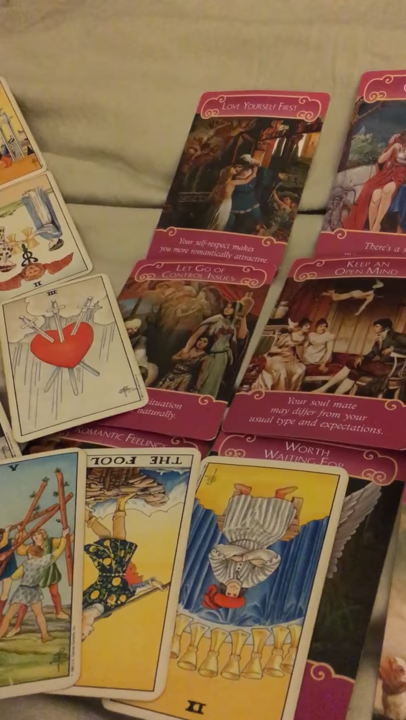 LOVE YOURSELF FIRST
Your self-respect makes
you more romantically attractive.
There's a
LET GO OF
CONTROL ISSUES
naturally.
KEEP AN
OPEN MIND
Your soul mate
may differ from your
usual type and expectations.
II
III
ROMANTIC FEELINGS
WORTH
WAITING FOR
V
THE FOOL
IX